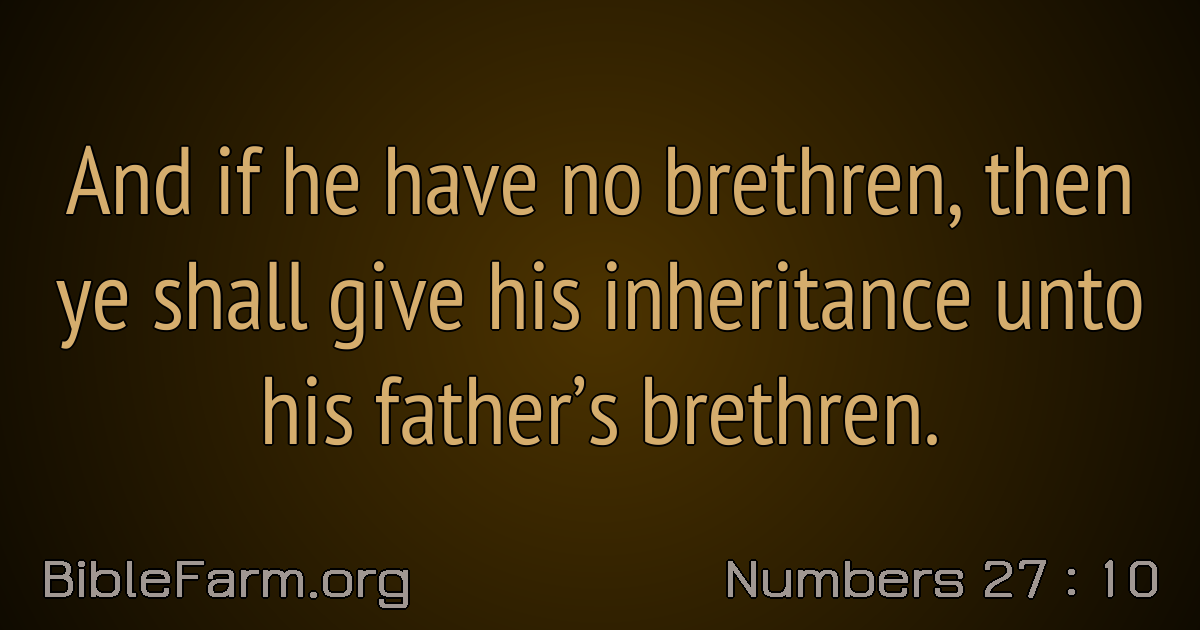 And if he have no brethren, then
ye shall give his inheritance unto
his father’s brethren.
BibleFarm.org
Numbers 27 : 10